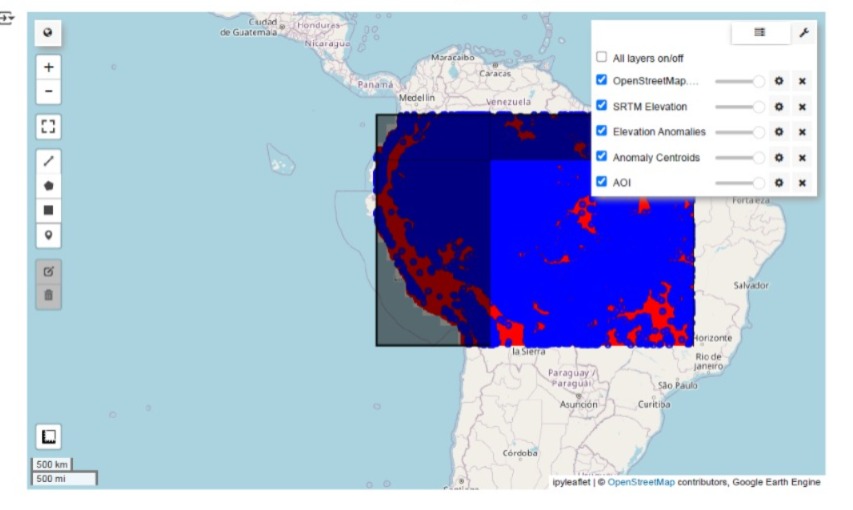 Ciudad
de Guatemala
Honduras
Nicaragua
Panamá
Maracaibo
Caracas
Medellín
Venezuela
All layers on/off
OpenStreetMap....
SRTM Elevation
Elevation Anomalies
Anomaly Centroids
AOI
Fortaleza
Salvador
Horizonte
Rio de
Janeiro
la Sierra
Paraguay /
Paraguái
São Paulo
Asunción
Curitiba
Córdoba
+
−
500 km
500 mi
ipyleaflet | © OpenStreetMap contributors, Google Earth Engine